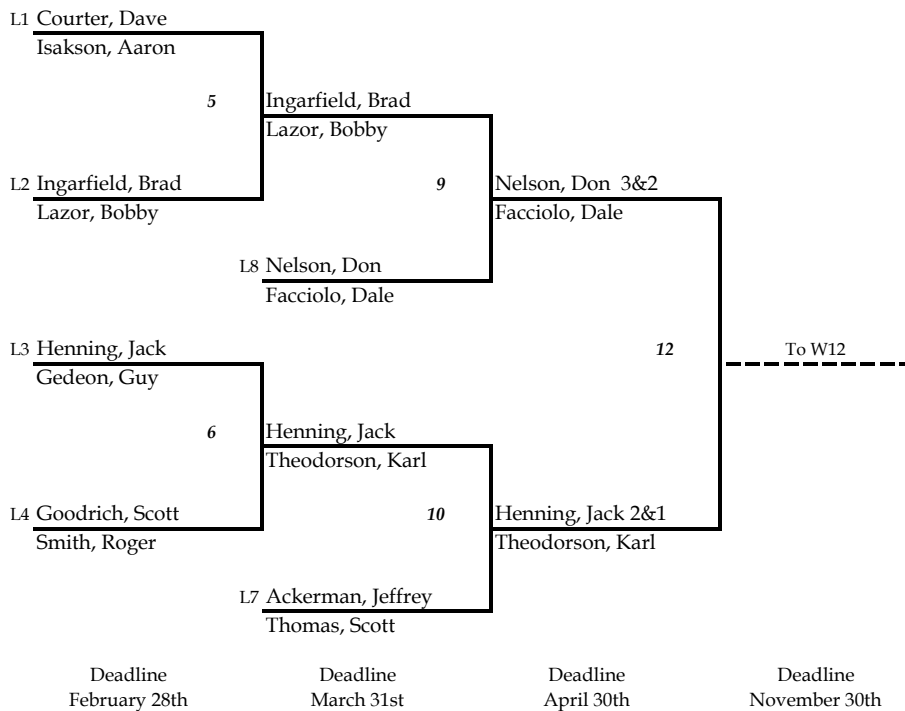 L1 Courter, Dave
Isakson, Aaron
5 Ingarfield, Brad
Lazor, Bobby
L2 Ingarfield, Brad 9 Nelson, Don 3&2
Lazor, Bobby Facciolo, Dale
L8 Nelson, Don
Facciolo, Dale
L3 Henning, Jack 12 To W12
Gedeon, Guy
6 Henning, Jack
Theodorson, Karl
L4 Goodrich, Scott 10 Henning, Jack 2&1
Smith, Roger Theodorson, Karl
L7 Ackerman, Jeffrey
Thomas, Scott
Deadline Deadline Deadline Deadline
February 28th March 31st April 30th November 30th